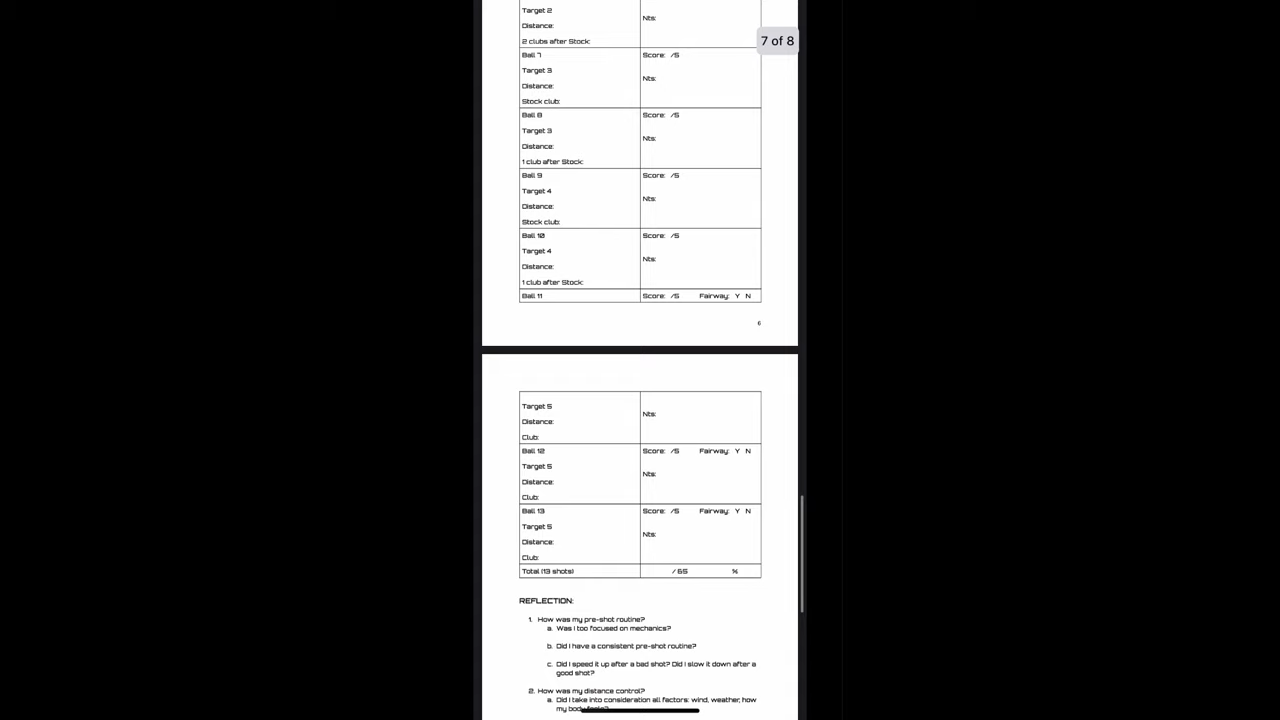 Target 2
Distance:
2 clubs after Stock:
Nts:
7 of 8
Ball 7
Target 3
Distance:
Stock club:
Score: /5
Nts:
Ball 8
Target 3
Distance:
1 club after Stock:
Score: /5
Nts:
Ball 9
Target 4
Distance:
Stock club:
Score: /5
Nts:
Ball 10
Target 4
Distance:
1 club after Stock:
Score: /5
Nts:
Ball 11
Score: /5 Fairway: Y N
6
Target 5
Distance:
Club:
Nts:
Ball 12
Target 5
Distance:
Club:
Score: /5 Fairway: Y N
Nts:
Ball 13
Target 5
Distance:
Club:
Score: /5 Fairway: Y N
Nts:
Total (13 shots) / 65 %
REFLECTION:
1. How was my pre-shot routine?
a. Was I too focused on mechanics?
b. Did I have a consistent pre-shot routine?
c. Did I speed it up after a bad shot? Did I slow it down after a
good shot?
2. How was my distance control?
a. Did I take into consideration all factors: wind, weather, how
my body feels?